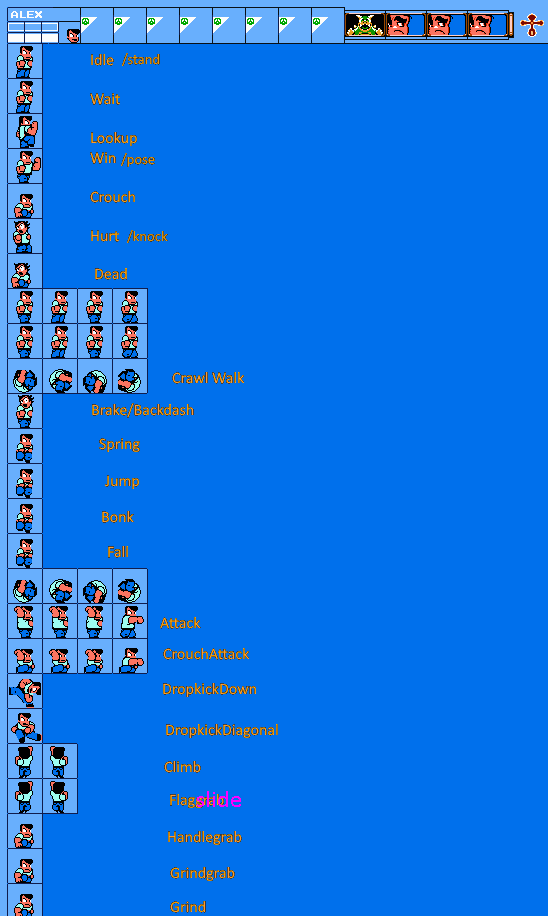 ALEX
Idle /stand
Wait
Lookup
Win /pose
Crouch
Hurt /knock
Dead
Crawl Walk
Brake/Backdash
Spring
Jump
Bonk
Fall
Attack
CrouchAttack
DropkickDown
DropkickDiagonal
Climb
Flaggrab slide
Handlegrab
Grindgrab
Grind